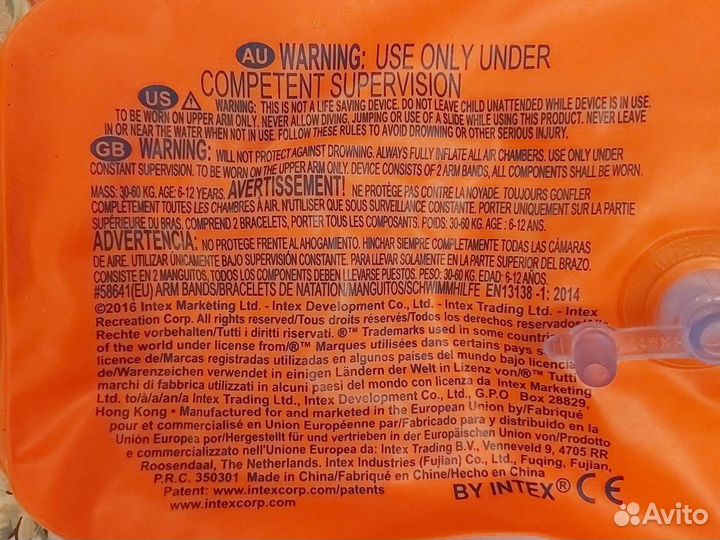 AU WARNING: USE ONLY UNDER
COMPETENT SUPERVISION
US WARNING: THIS IS NOT A LIFE SAVING DEVICE. DO NOT LEAVE CHILD UNATTENDED WHILE DEVICE IS IN USE.
TO BE WORN ON UPPER ARM ONLY. NEVER ALLOW DIVING, JUMPING OR USE OF A SLIDE WHILE USING THIS PRODUCT. NEVER LEAVE
IN OR NEAR THE WATER WHEN NOT IN USE. FOLLOW THESE RULES TO AVOID DROWNING OR OTHER SERIOUS INJURY.
GB WARNING: WILL NOT PROTECT AGAINST DROWNING. ALWAYS FULLY INFLATE ALL AIR CHAMBERS. USE ONLY UNDER
CONSTANT SUPERVISION. TO BE WORN ON THE UPPER ARM ONLY. DEVICE CONSISTS OF 2 ARM BANDS, ALL COMPONENTS SHALL BE WORN.
MASS: 30-60 KG. AGE: 6-12 YEARS. AVERTISSEMENT! NE PROTÈGE PAS CONTRE LA NOYADE. TOUJOURS GONFLER
COMPLÈTEMENT TOUTES LES CHAMBRES À AIR. N'UTILISER QUE SOUS SURVEILLANCE CONSTANTE. PORTER UNIQUEMENT SUR LA PARTIE
SUPÉRIEURE DU BRAS. COMPREND 2 BRACELETS, PORTER TOUS LES COMPOSANTS. POIDS: 30-60 KG. AGE : 6-12 ANS.
ADVERTENCIA: NO PROTEGE FRENTE AL AHOGAMIENTO. HINCHAR SIEMPRE COMPLETAMENTE TODAS LAS CÁMARAS
DE AIRE. UTILIZAR ÚNICAMENTE BAJO SUPERVISIÓN CONSTANTE. PARA LLEVAR SOLAMENTE EN LA PARTE SUPERIOR DEL BRAZO.
CONSISTE EN 2 MANGUITOS, TODOS LOS COMPONENTES DEBEN LLEVARSE PUESTOS. PESO: 30-60 KG. EDAD: 6-12 AÑOS.
#58641(EU) ARM BANDS/BRACELETS DE NATATION/MANGUITOS/SCHWIMMHILFE EN13138 -1: 2014
©2016 Intex Marketing Ltd. - Intex Development Co., Ltd. - Intex Trading Ltd. - Intex
Recreation Corp. All rights reserved/Tous droits réservés/Todos los derechos reservados/Alle
Rechte vorbehalten/Tutti i diritti riservati. ®™ Trademarks used in some countries
of the world under license from/®™ Marques utilisées dans certains pays sous
licence de/Marcas registradas utilizadas en algunos países del mundo bajo licencia
de/Warenzeichen verwendet in einigen Ländern der Welt in Lizenz von/®™ Tutti i
marchi di fabbrica utilizzati in alcuni paesi del mondo con licenza da Intex Marketing
Ltd. to/à/a/an/a Intex Trading Ltd., Intex Development Co., Ltd., G.P.O Box 28829,
Hong Kong • Manufactured for and marketed in the European Union by/Fabriqué
pour et commercialisé en Union Européenne par/Fabricado para y distribuido en la
Unión Europea por/Hergestellt für und vertrieben in der Europäischen Union von/Prodotto
e commercializzato nell'Unione Europea da: Intex Trading B.V., Venneveld 9, 4705 RR
Roosendaal, The Netherlands. Intex Industries (Fujian) Co., Ltd., Fuqing, Fujian,
P.R.C. 350301 Made in China/Fabriqué en Chine/Hecho en China
Patent: www.intexcorp.com/patents
www.intexcorp.com
BY INTEX® CE
Avito